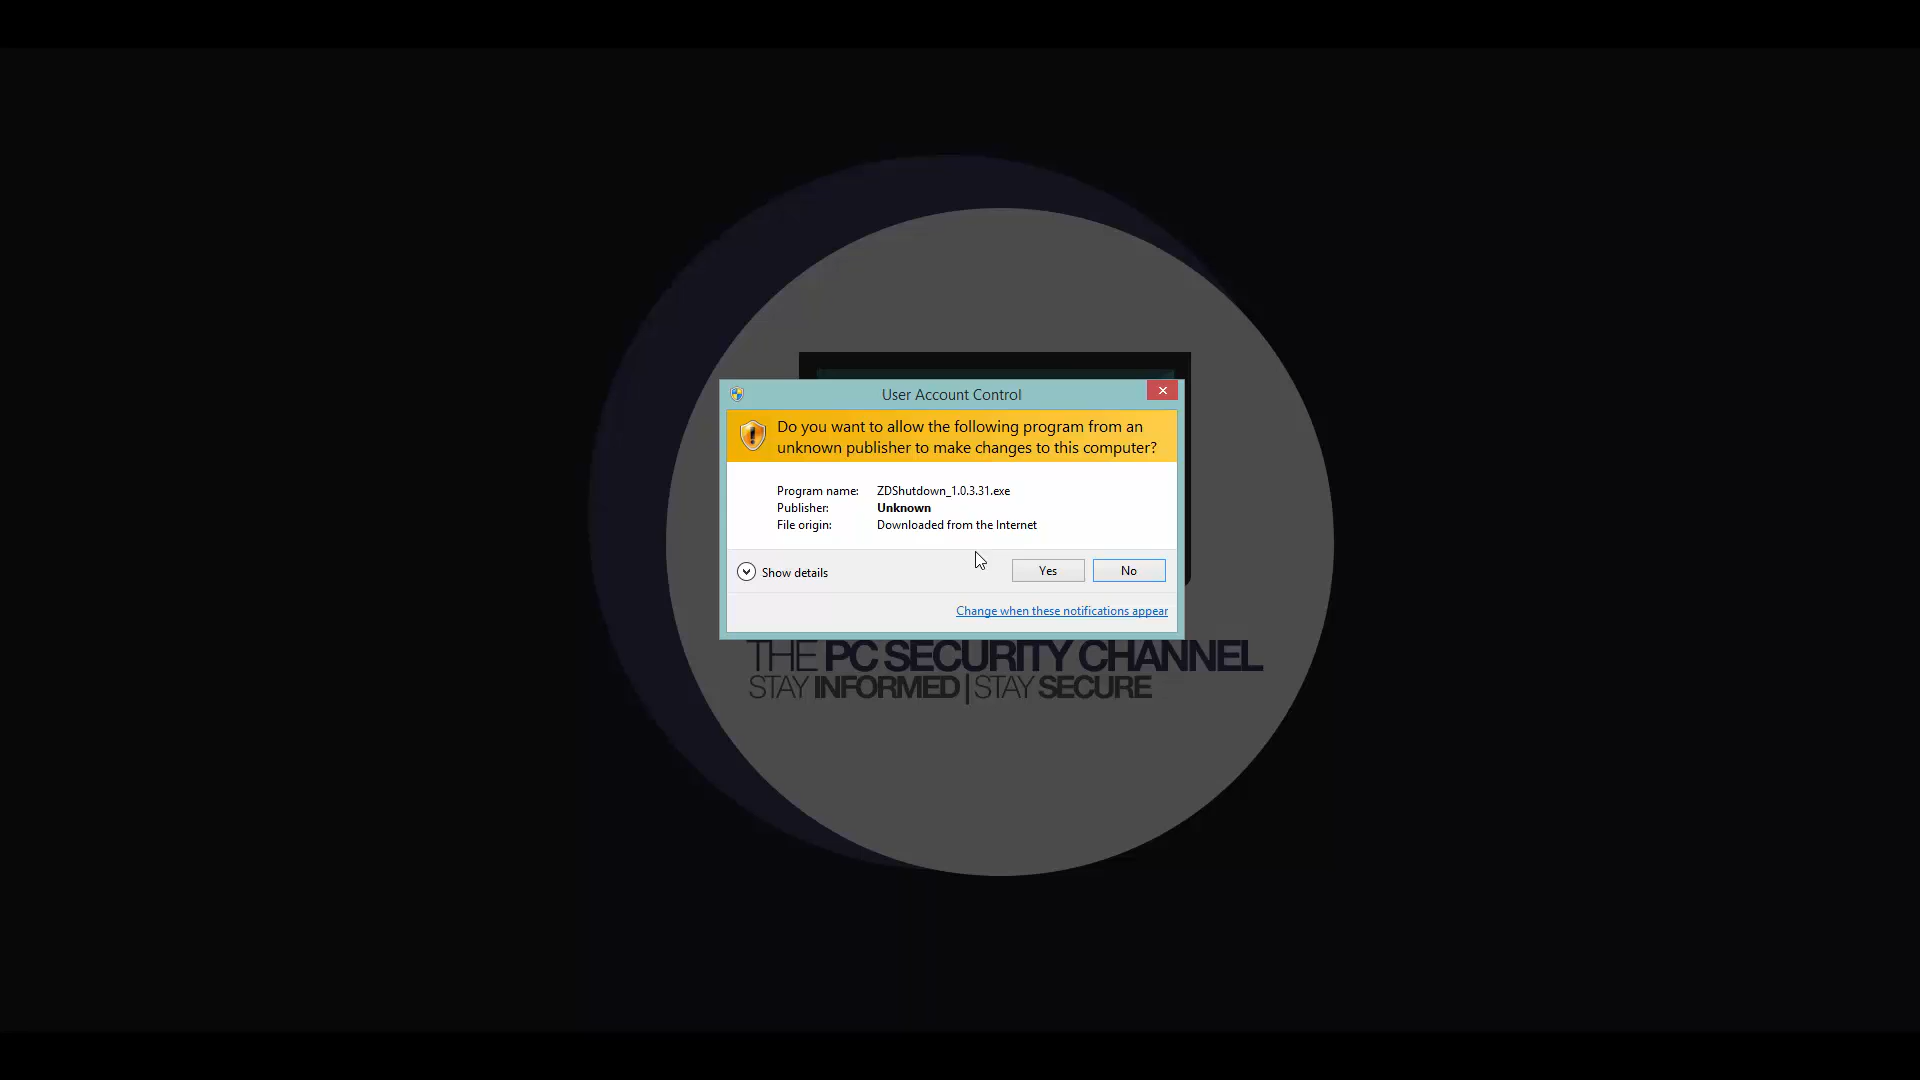 User Account Control
Do you want to allow the following program from an
unknown publisher to make changes to this computer?
Program name: ZDShutdown_1.0.3.31.exe
Publisher: Unknown
File origin: Downloaded from the Internet
Show details
Yes
No
Change when these notifications appear
THE PC SECURITY CHANNEL
STAY INFORMED|STAY SECURE